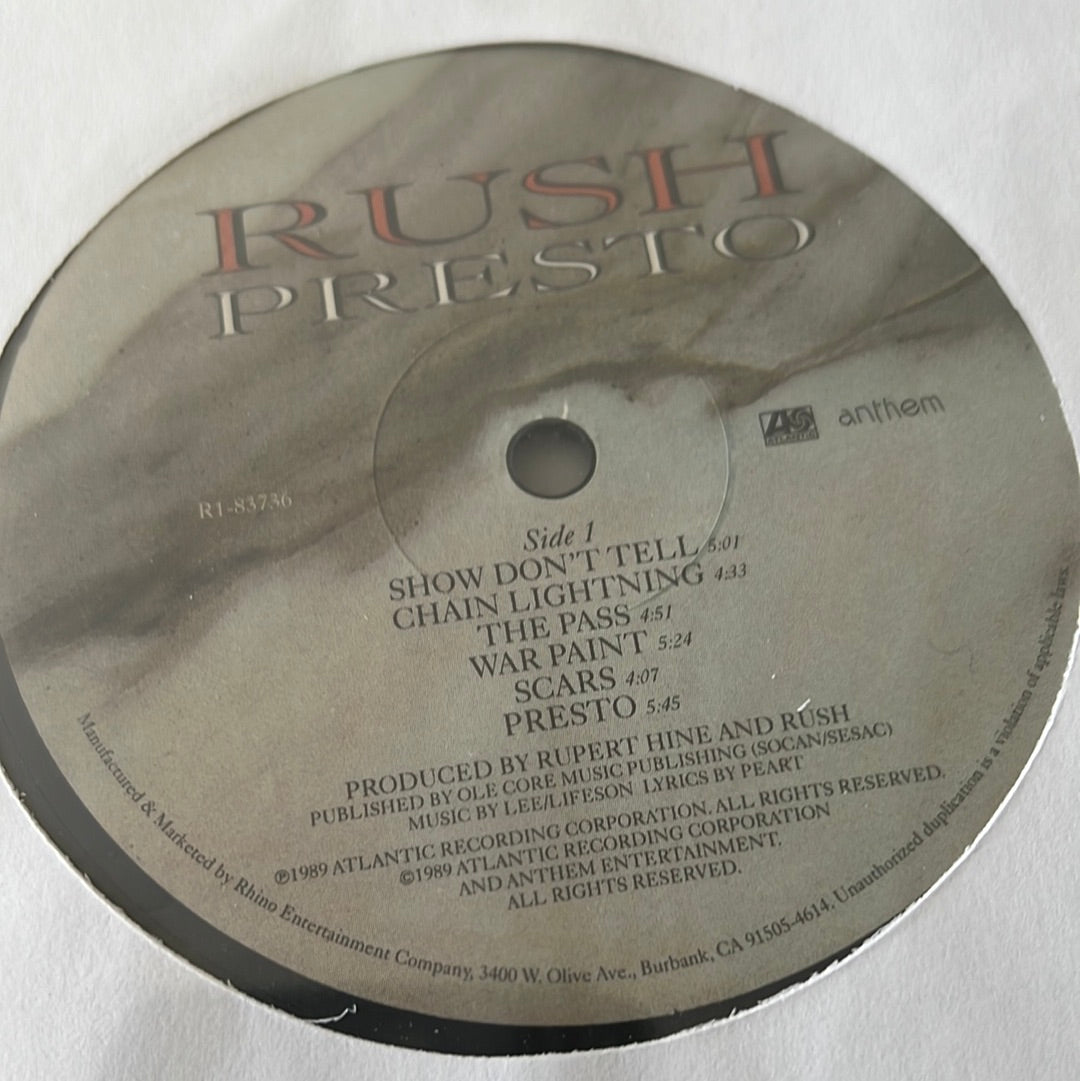 RUSH
PRESTO
ATLANTIC
anthem
R1-83736
Side 1
SHOW DON'T TELL 5:01
CHAIN LIGHTNING 4:33
THE PASS 4:51
WAR PAINT 5:24
SCARS 4:07
PRESTO 5:45
PRODUCED BY RUPERT HINE AND RUSH
PUBLISHED BY OLE CORE MUSIC PUBLISHING (SOCAN/SESAC)
MUSIC BY LEE/LIFESON LYRICS BY PEART
℗1989 ATLANTIC RECORDING CORPORATION. ALL RIGHTS RESERVED.
©1989 ATLANTIC RECORDING CORPORATION
AND ANTHEM ENTERTAINMENT.
ALL RIGHTS RESERVED.
Manufactured & Marketed by Rhino Entertainment Company, 3400 W. Olive Ave., Burbank, CA 91505-4614. Unauthorized duplication is a violation of applicable laws.